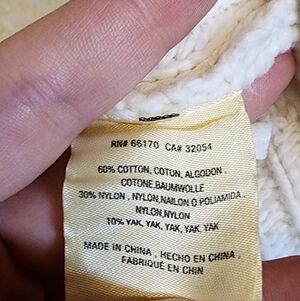 RN# 66170 CA# 32054
60% COTTON, COTON, ALGODON,
COTONE,BAUMWOLLE
30% NYLON , NYLON,NAILON O POLIAMIDA,
NYLON,NYLON
10% YAK, YAK, YAK, YAK, YAK
MADE IN CHINA , HECHO EN CHINA ,
FABRIQUÉ EN CHIN